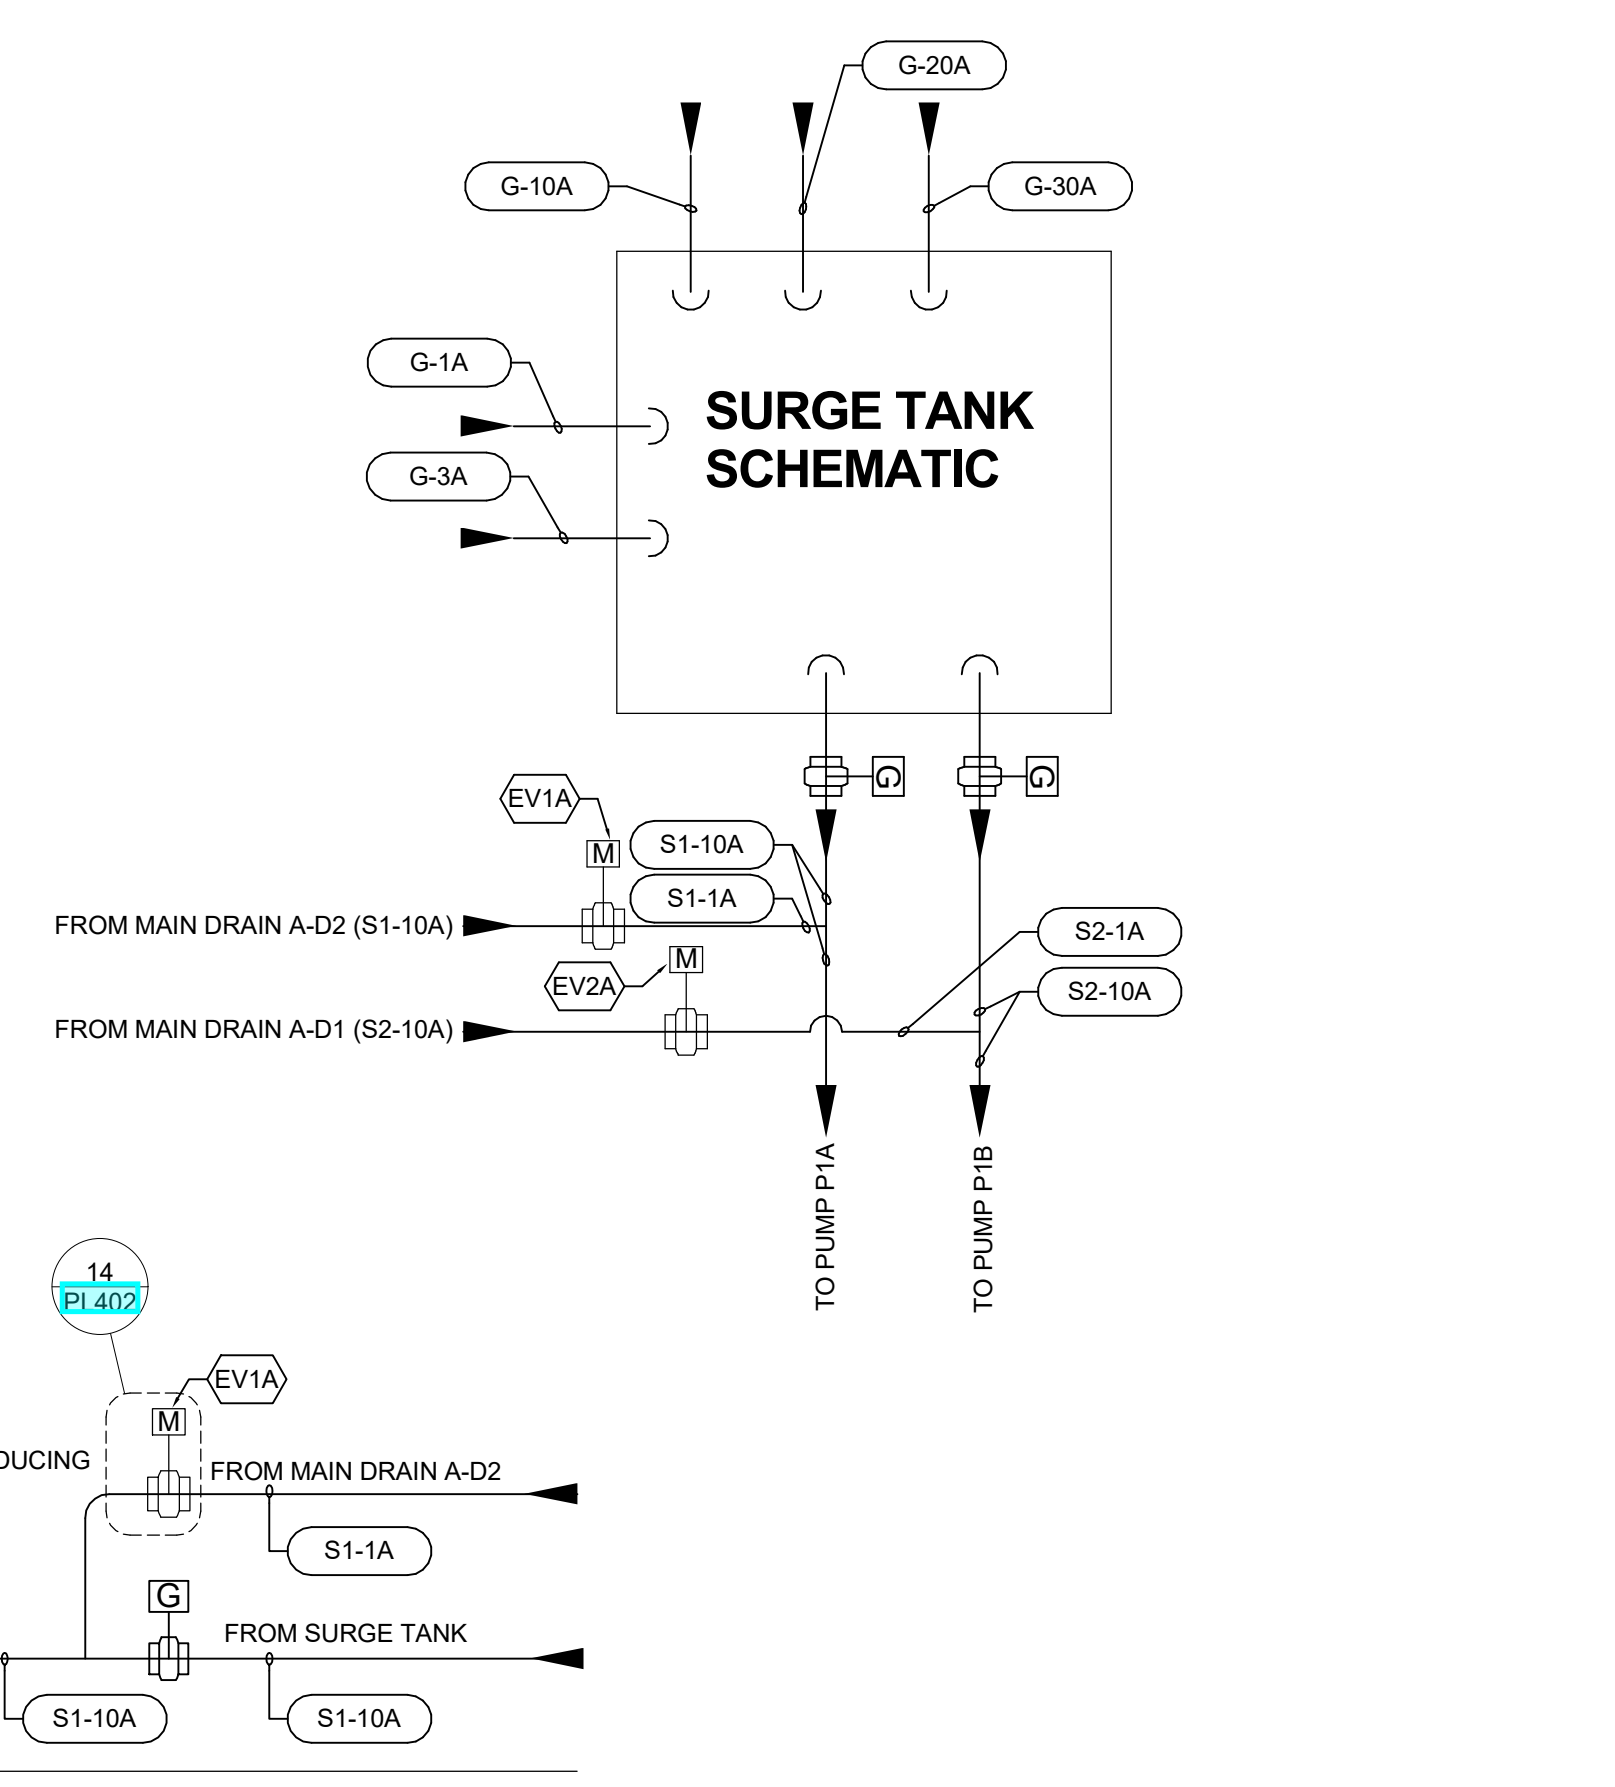 G-20A
G-10A
G-30A
G-1A
SURGE TANK
SCHEMATIC
G-3A
G
G
EV1A
M
S1-10A
S1-1A
FROM MAIN DRAIN A-D2 (S1-10A)
S2-1A
M
EV2A
S2-10A
FROM MAIN DRAIN A-D1 (S2-10A)
TO PUMP P1A
TO PUMP P1B
14
PL402
EV1A
M
DUCING
FROM MAIN DRAIN A-D2
S1-1A
G
FROM SURGE TANK
S1-10A
S1-10A